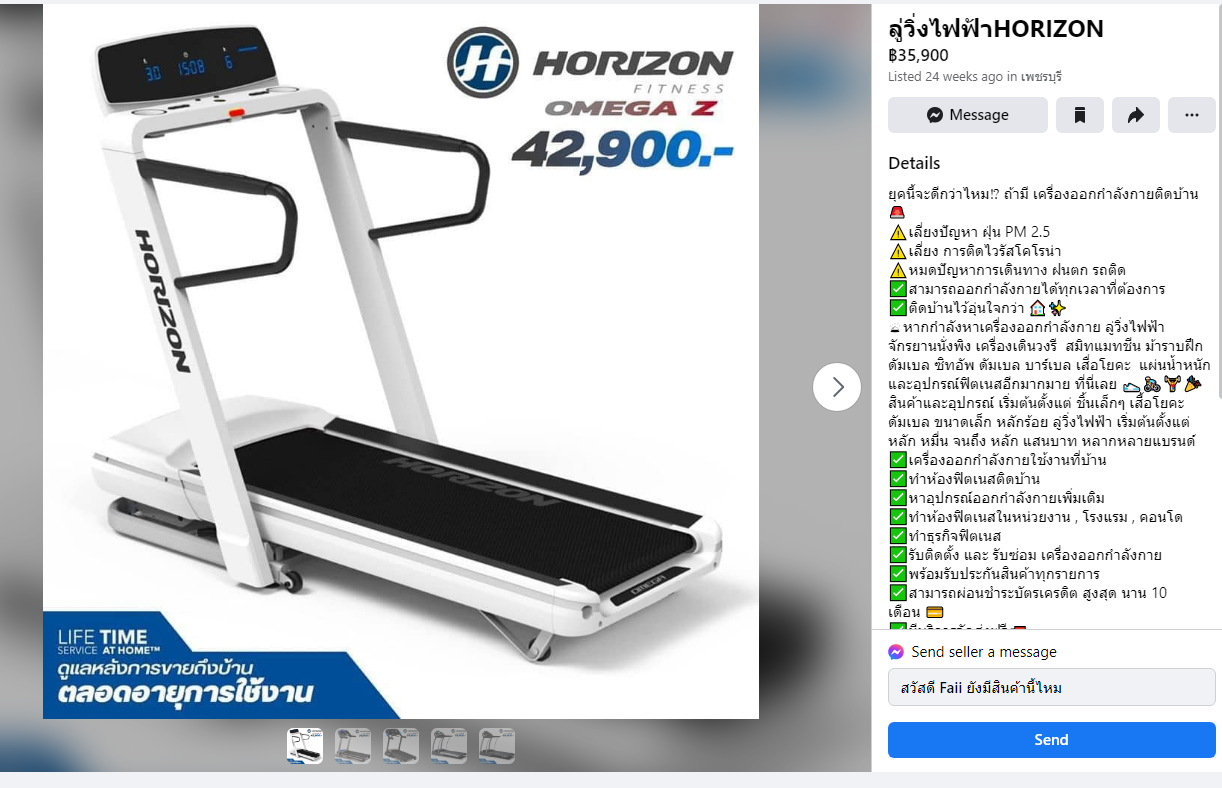 3.0 1508 6
HORIZON
FITNESS
OMEGA Z
42,900.-
HORIZON
HORIZON
OMEGA
LIFE TIME
SERVICE AT HOME™
ดูแลหลังการขายถึงบ้าน
ตลอดอายุการใช้งาน
ลู่วิ่งไฟฟ้าHORIZON
฿35,900
Listed 24 weeks ago in เพชรบุรี
Message
Details
ยุคนี้จะดีกว่าไหม⁉ ถ้ามี เครื่องออกกำลังกายติดบ้าน
🚨
⚠️เลี่ยงปัญหา ฝุ่น PM 2.5
⚠️เลี่ยง การติดไวรัสโคโรน่า
⚠️หมดปัญหาการเดินทาง ฝนตก รถติด
✅สามารถออกกำลังกายได้ทุกเวลาที่ต้องการ
✅ติดบ้านไว้อุ่นใจกว่า 🏠✨
หากกำลังหาเครื่องออกกำลังกาย ลู่วิ่งไฟฟ้า
จักรยานนั่งพิง เครื่องเดินวงรี สมิทแมทชีน ม้าราบฝึก
ดัมเบล ซิทอัพ ดัมเบล บาร์เบล เสื่อโยคะ แผ่นน้ำหนัก
และอุปกรณ์ฟิตเนสอีกมากมาย ที่นี่เลย
สินค้าและอุปกรณ์ เริ่มต้นตั้งแต่ ชิ้นเล็กๆ เสื่อโยคะ
ดัมเบล ขนาดเล็ก หลักร้อย ลู่วิ่งไฟฟ้า เริ่มต้นตั้งแต่
หลัก หมื่น จนถึง หลัก แสนบาท หลากหลายแบรนด์
✅เครื่องออกกำลังกายใช้งานที่บ้าน
✅ทำห้องฟิตเนสติดบ้าน
✅หาอุปกรณ์ออกกำลังกายเพิ่มเติม
✅ทำห้องฟิตเนสในหน่วยงาน , โรงแรม , คอนโด
✅ทำธุรกิจฟิตเนส
✅รับติดตั้ง และ รับซ่อม เครื่องออกกำลังกาย
✅พร้อมรับประกันสินค้าทุกรายการ
✅สามารถผ่อนชำระบัตรเครดิต สูงสุด นาน 10
เดือน 💳
Send seller a message
สวัสดี Faii ยังมีสินค้านี้ไหม
Send